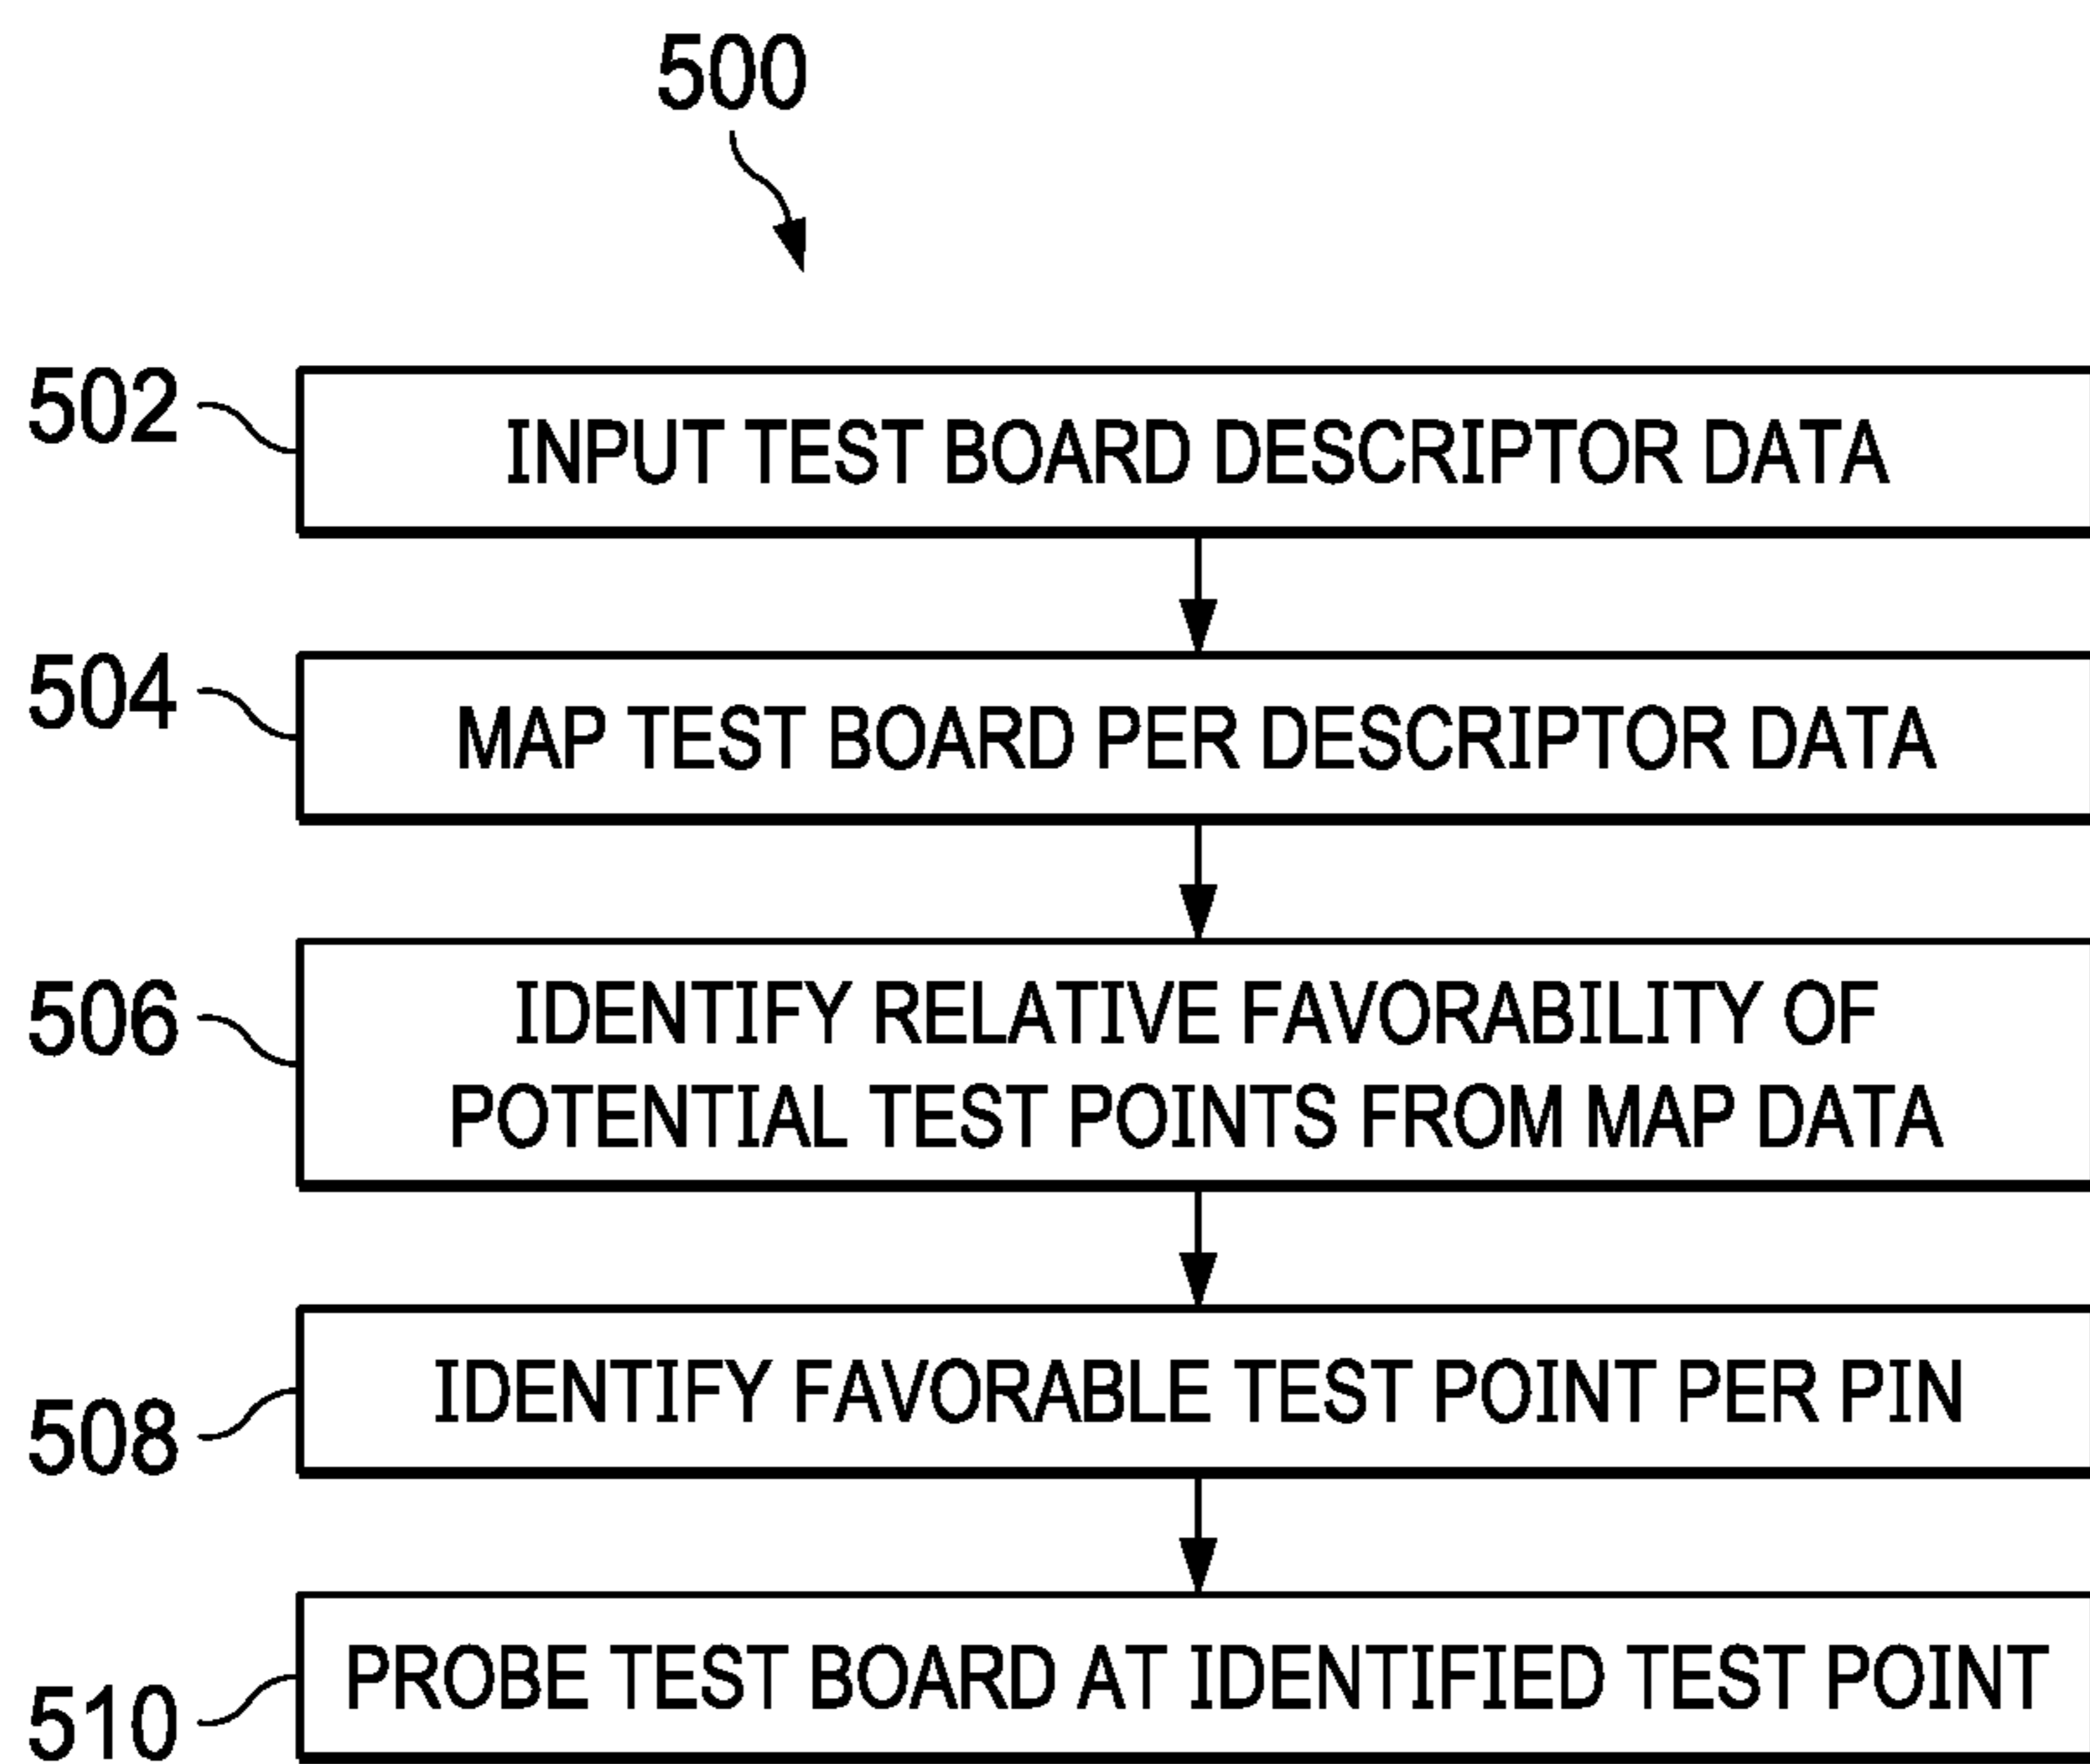 500
502
INPUT TEST BOARD DESCRIPTOR DATA
504
MAP TEST BOARD PER DESCRIPTOR DATA
506
IDENTIFY RELATIVE FAVORABILITY OF
POTENTIAL TEST POINTS FROM MAP DATA
508
IDENTIFY FAVORABLE TEST POINT PER PIN
510
PROBE TEST BOARD AT IDENTIFIED TEST POINT